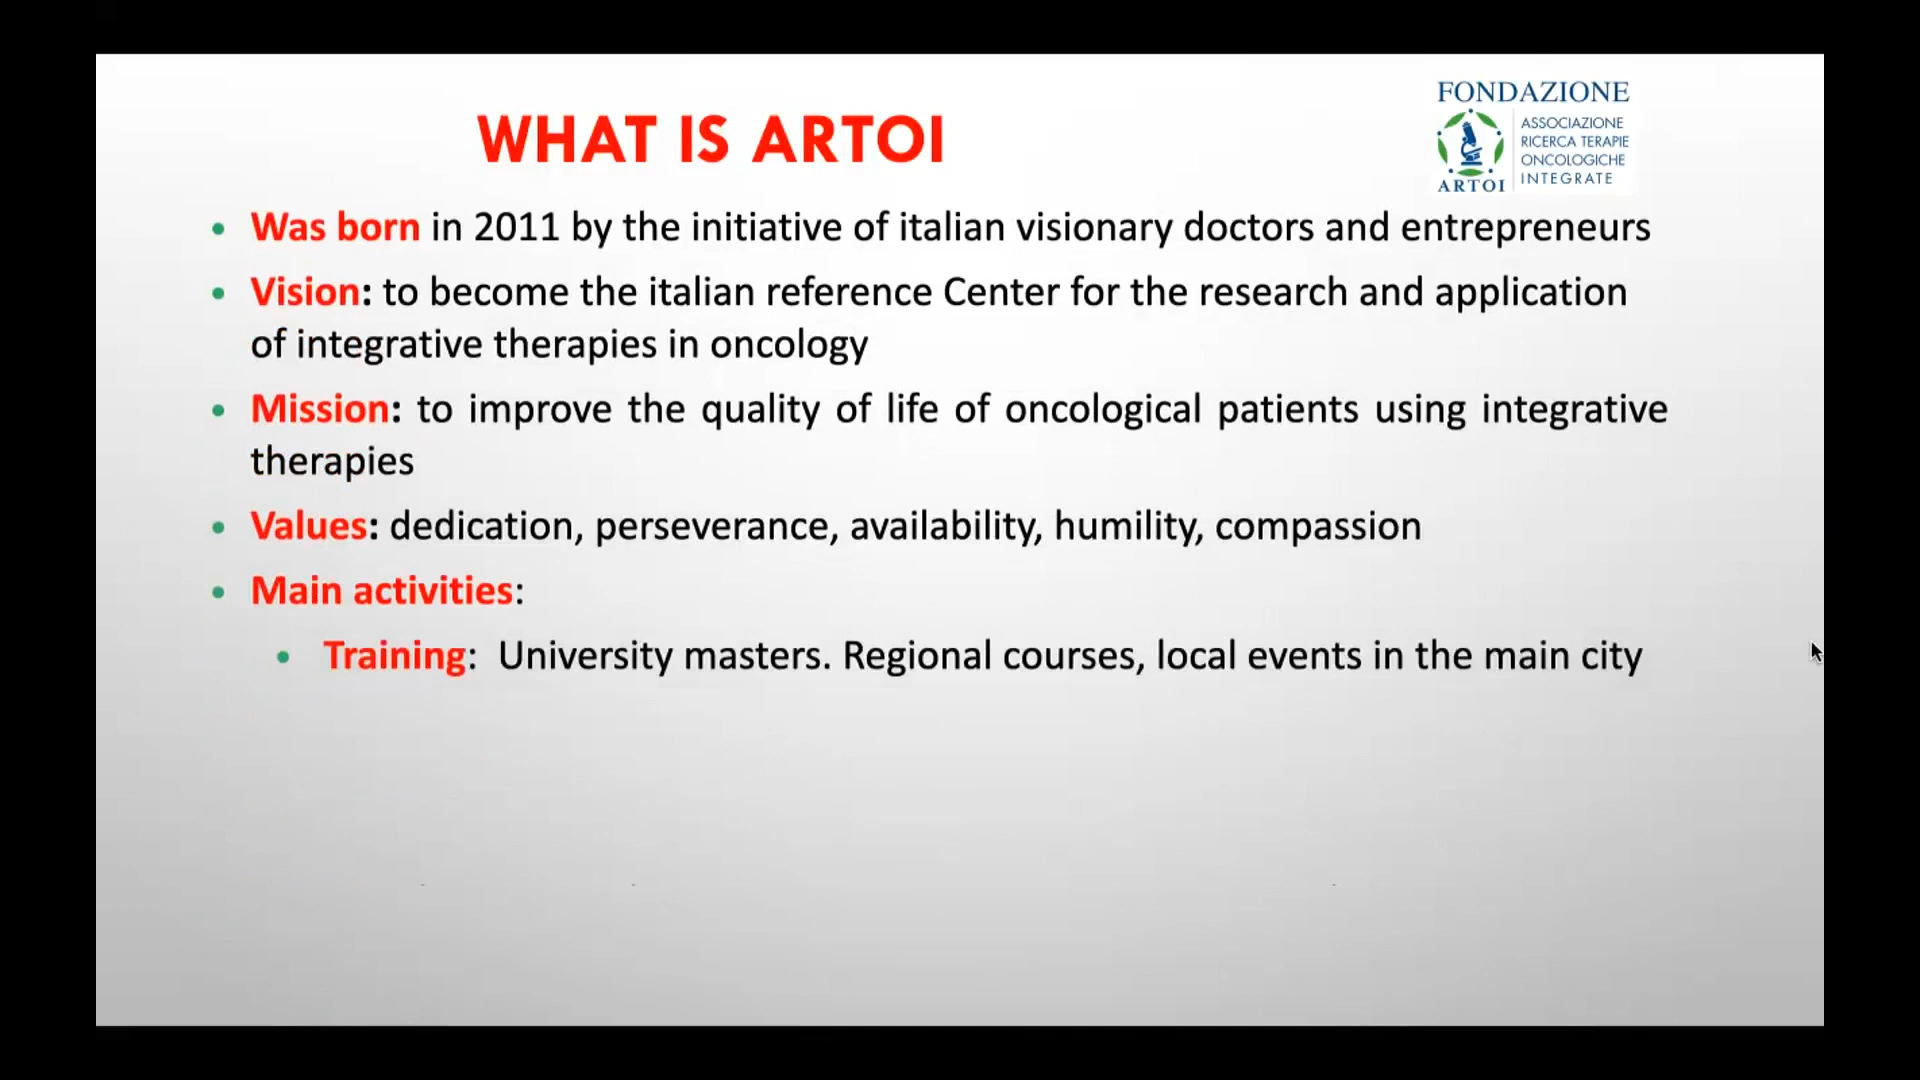 WHAT IS ARTOI
FONDAZIONE
ASSOCIAZIONE
RICERCA TERAPIE
ONCOLOGICHE
INTEGRATE
ARTOI
• Was born in 2011 by the initiative of italian visionary doctors and entrepreneurs
• Vision: to become the italian reference Center for the research and application
of integrative therapies in oncology
• Mission: to improve the quality of life of oncological patients using integrative
therapies
• Values: dedication, perseverance, availability, humility, compassion
• Main activities:
• Training: University masters. Regional courses, local events in the main city